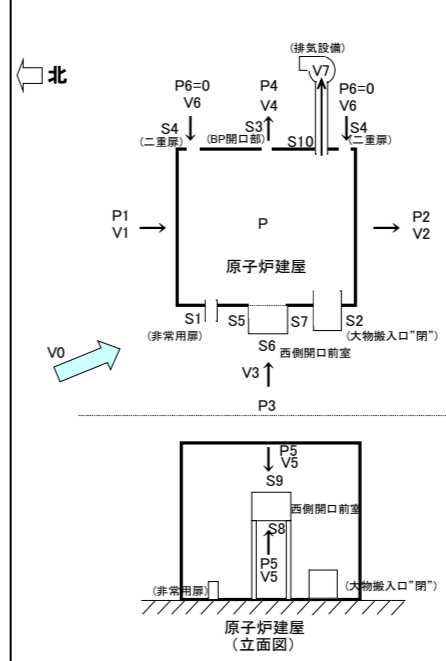 北
(排気設備)
V7
P6=0
V6
P4
V4
P6=0
V6
S4
(二重扉)
S3
(BP開口部)
S10
S4
(二重扉)
P1
V1
P
P2
V2
原子炉建屋
S1
(非常用扉)
S5
S7
S2
(大物搬入口"閉")
S6
西側開口前室
V0
V3
P3
P5
V5
S9
西側開口前室
S8
P5
V5
(非常用扉)
(大物搬入口"閉")
原子炉建屋
(立面図)